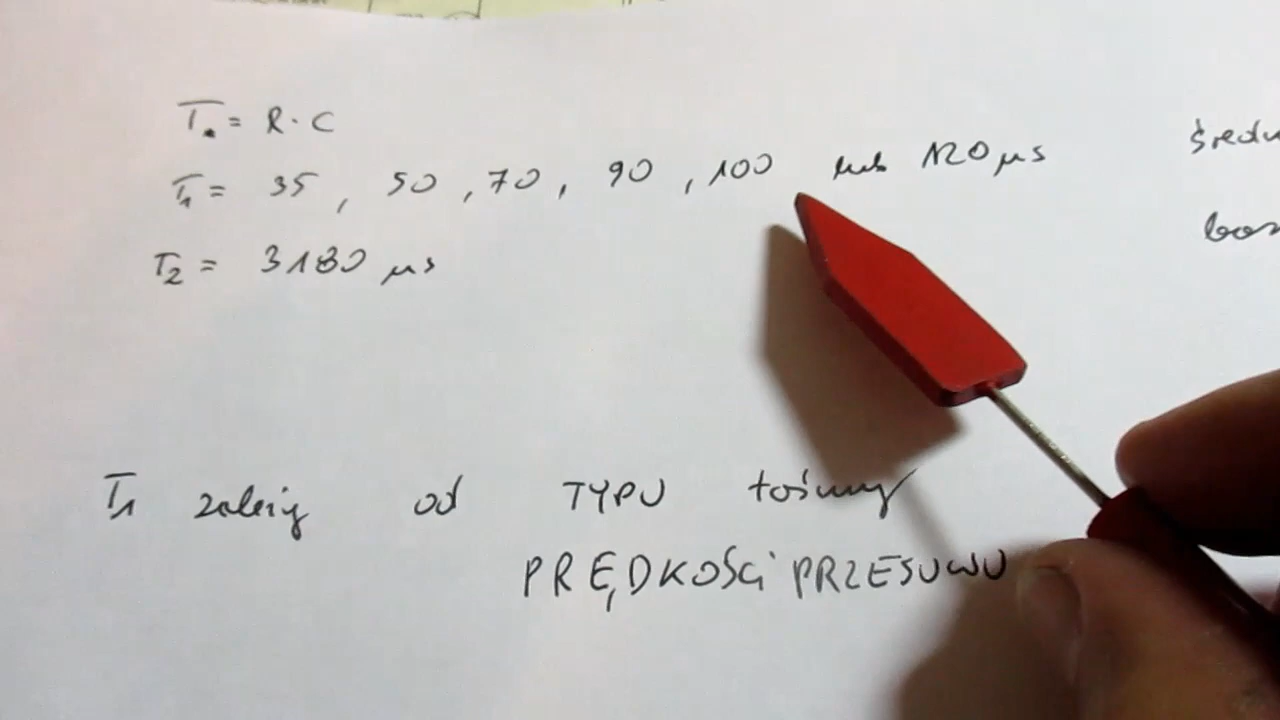 T. = R · C
T1 = 35, 50, 70, 90, 100 lub 120 μs
T2 = 3180 μs
T1 zależy od TYPU taśmy
PRĘDKOŚCI PRZESUWU